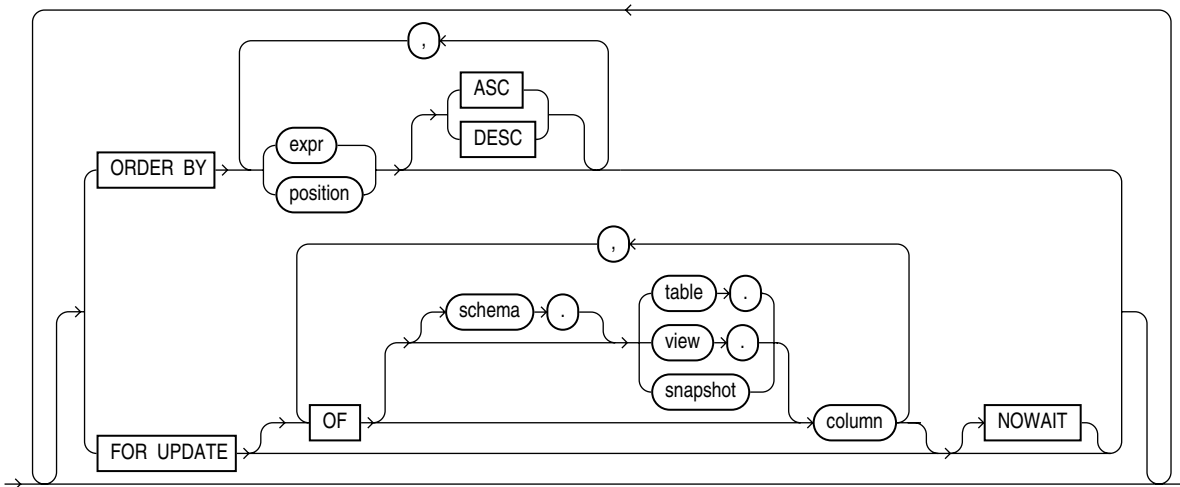 ,
ASC
DESC
expr
position
ORDER BY
,
table .
schema .
view .
snapshot
OF
column
NOWAIT
FOR UPDATE